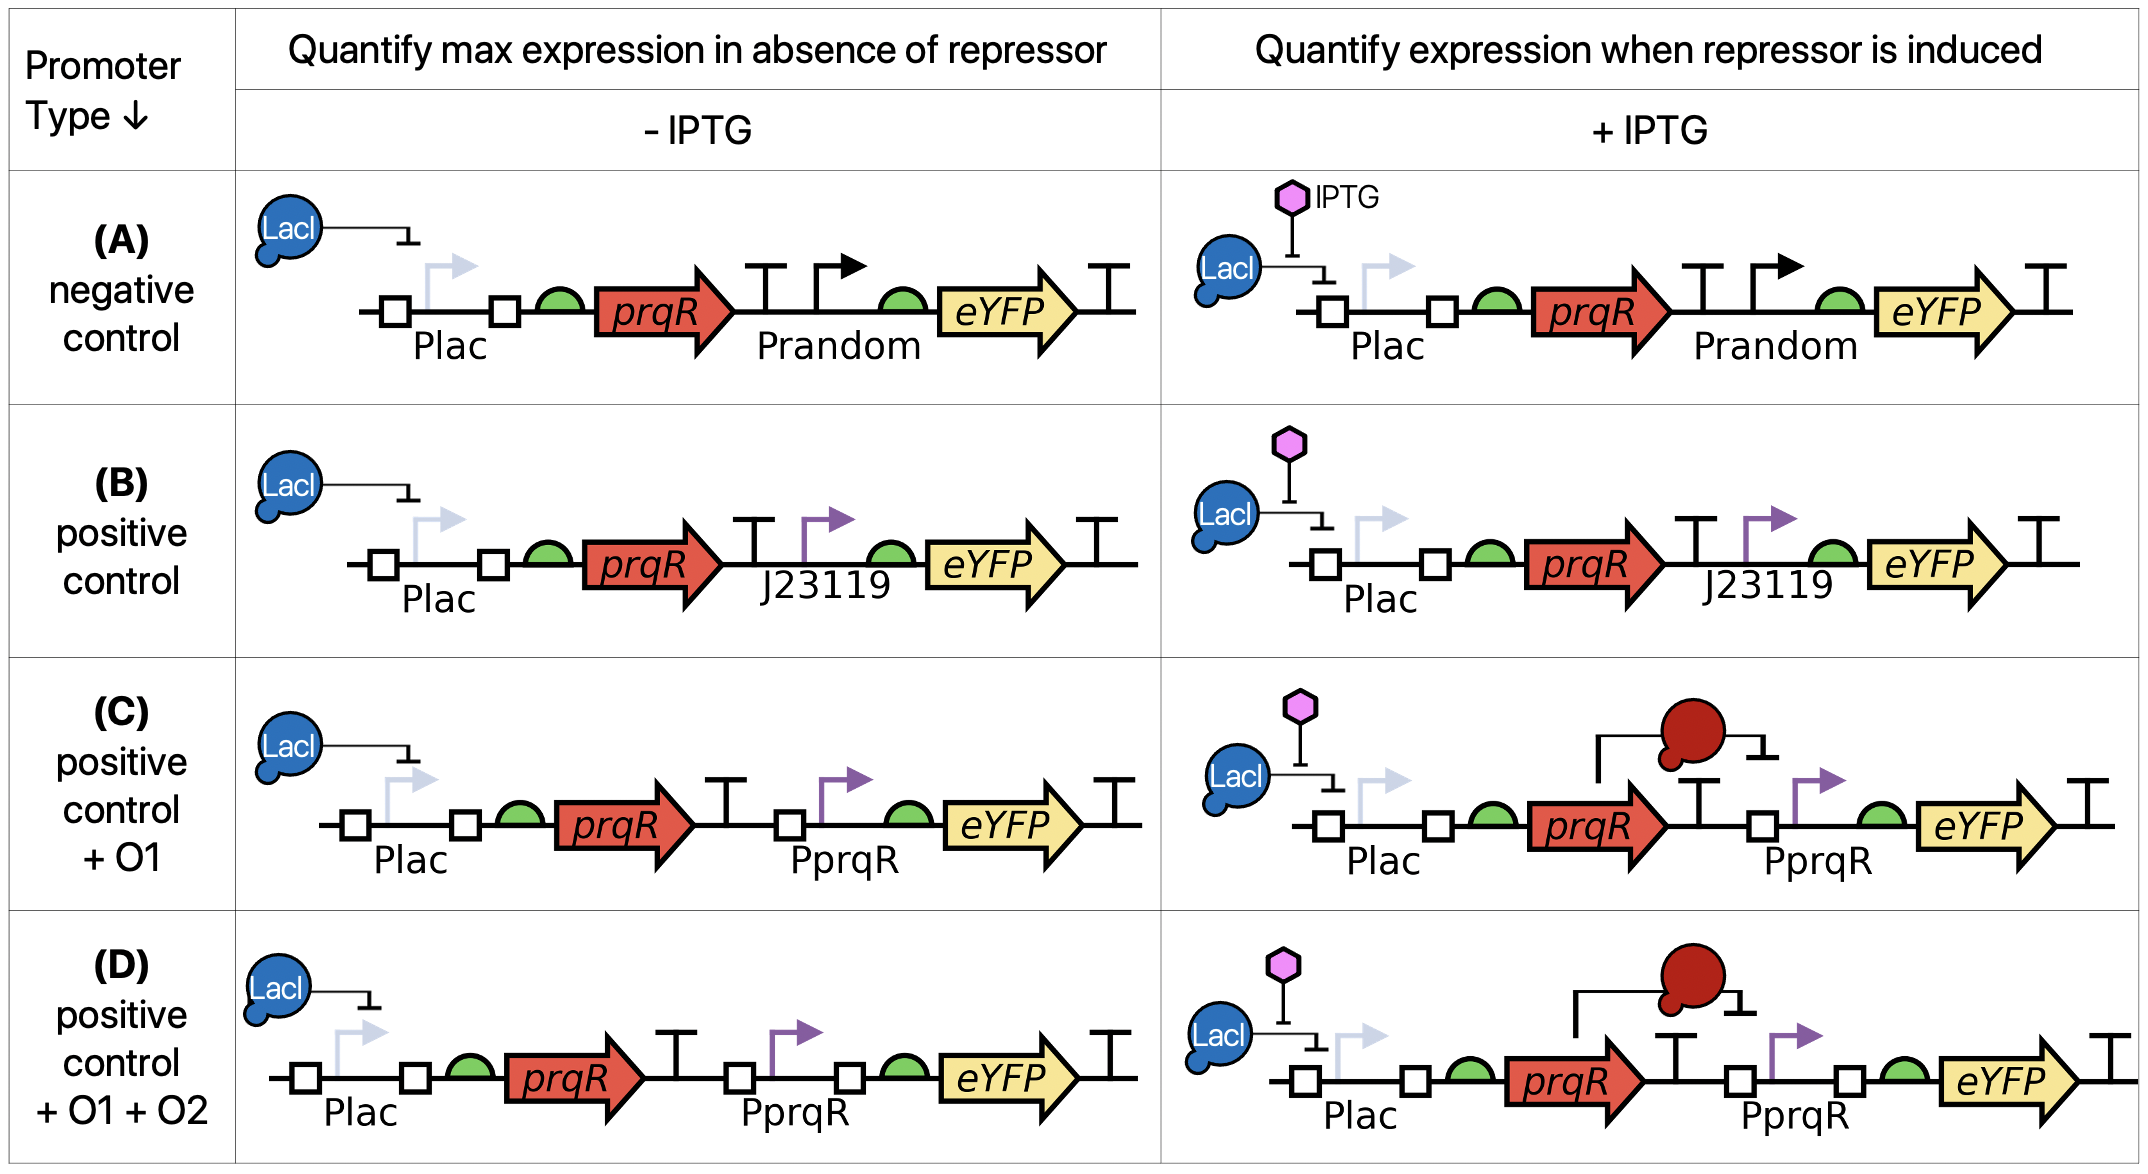 Promoter
Type ↓
Quantify max expression in absence of repressor
Quantify expression when repressor is induced
- IPTG
+ IPTG
(A)
negative
control
LacI
prqR
eYFP
Plac
Prandom
IPTG
LacI
prqR
eYFP
Plac
Prandom
(B)
positive
control
LacI
prqR
eYFP
Plac
J23119
LacI
prqR
eYFP
Plac
J23119
(C)
positive
control
+ O1
LacI
prqR
eYFP
Plac
PprqR
LacI
prqR
eYFP
Plac
PprqR
(D)
positive
control
+ O1 + O2
LacI
prqR
eYFP
Plac
PprqR
LacI
prqR
eYFP
Plac
PprqR